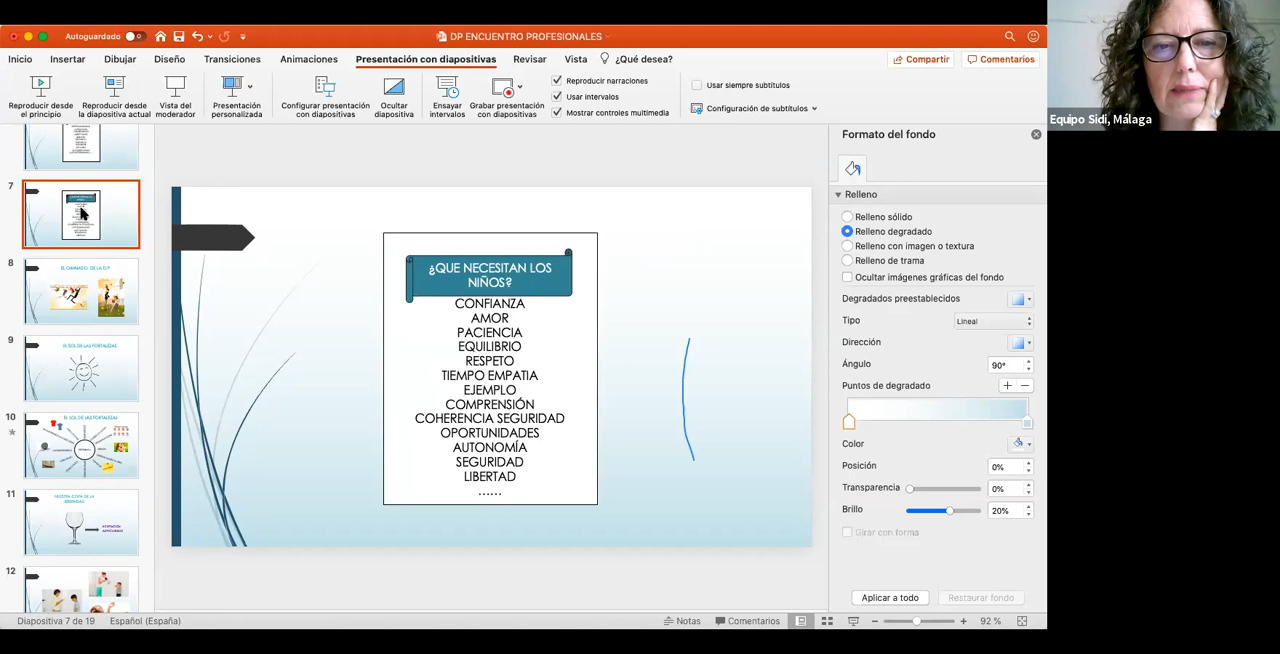 Autoguardado
DP ENCUENTRO PROFESIONALES
Inicio Insertar Dibujar Diseño Transiciones Animaciones Presentación con diapositivas Revisar Vista ¿Qué desea?
Compartir Comentarios
Reproducir desde el principio
Reproducir desde la diapositiva actual
Vista del moderador
Presentación personalizada
Configurar presentación con diapositivas
Ocultar diapositiva
Ensayar intervalos
Grabar presentación con diapositivas
Reproducir narraciones
Usar intervalos
Mostrar controles multimedia
Usar siempre subtítulos
Configuración de subtítulos
Equipo Sidi, Málaga
7
8
EL CAMINADO DE LA D.P
9
EL SOL DE LAS FORTALEZAS
10
EL SOL DE LAS FORTALEZAS
11
NUESTRA COPA DE LA
12
¿QUE NECESITAN LOS
NIÑOS?
CONFIANZA
AMOR
PACIENCIA
EQUILIBRIO
RESPETO
TIEMPO EMPATIA
EJEMPLO
COMPRENSIÓN
COHERENCIA SEGURIDAD
OPORTUNIDADES
AUTONOMÍA
SEGURIDAD
LIBERTAD
......
Formato del fondo
Relleno
Relleno sólido
Relleno degradado
Relleno con imagen o textura
Relleno de trama
Ocultar imágenes gráficas del fondo
Degradados preestablecidos
Tipo Lineal
Dirección
Ángulo 90°
Puntos de degradado
Color
Posición 0%
Transparencia 0%
Brillo 20%
Girar con forma
Aplicar a todo Restaurar fondo
Diapositiva 7 de 19 Español (España) Notas Comentarios 92 %